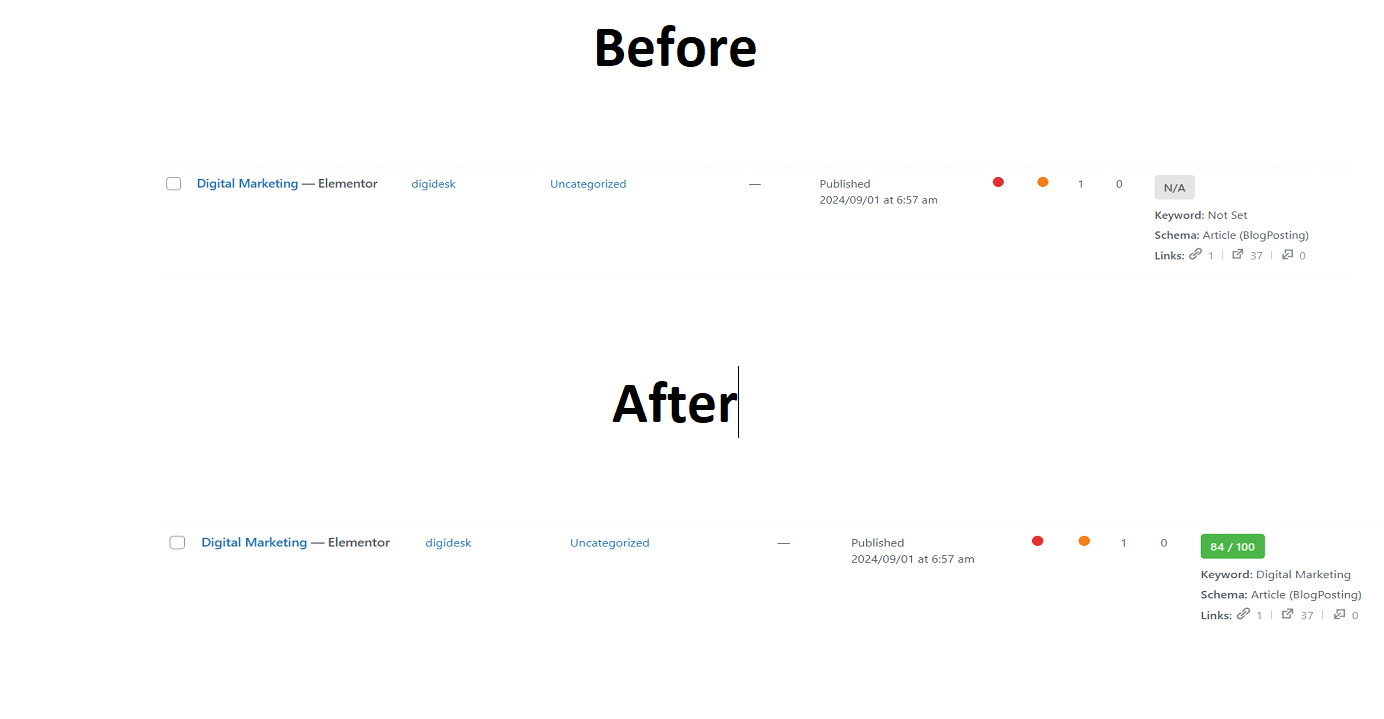 Before
Digital Marketing — Elementor digidesk Uncategorized — Published 1 0 N/A
2024/09/01 at 6:57 am
Keyword: Not Set
Schema: Article (BlogPosting)
Links: 1 | 37 | 0
After
Digital Marketing — Elementor digidesk Uncategorized — Published 1 0 84 / 100
2024/09/01 at 6:57 am
Keyword: Digital Marketing
Schema: Article (BlogPosting)
Links: 1 | 37 | 0